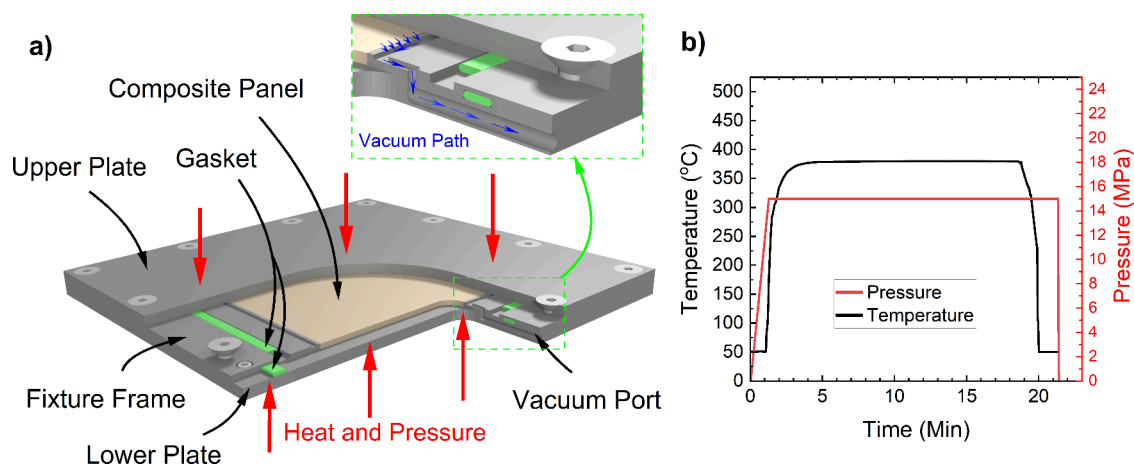 a)
Composite Panel
Gasket
Upper Plate
Vacuum Path
Fixture Frame
Lower Plate
Heat and Pressure
Vacuum Port
b)
Temperature (°C)
500
450
400
350
300
250
200
150
100
50
0
24
22
20
18
16
14
12
10
8
6
4
2
0
Pressure (MPa)
Pressure
Temperature
0 5 10 15 20
Time (Min)